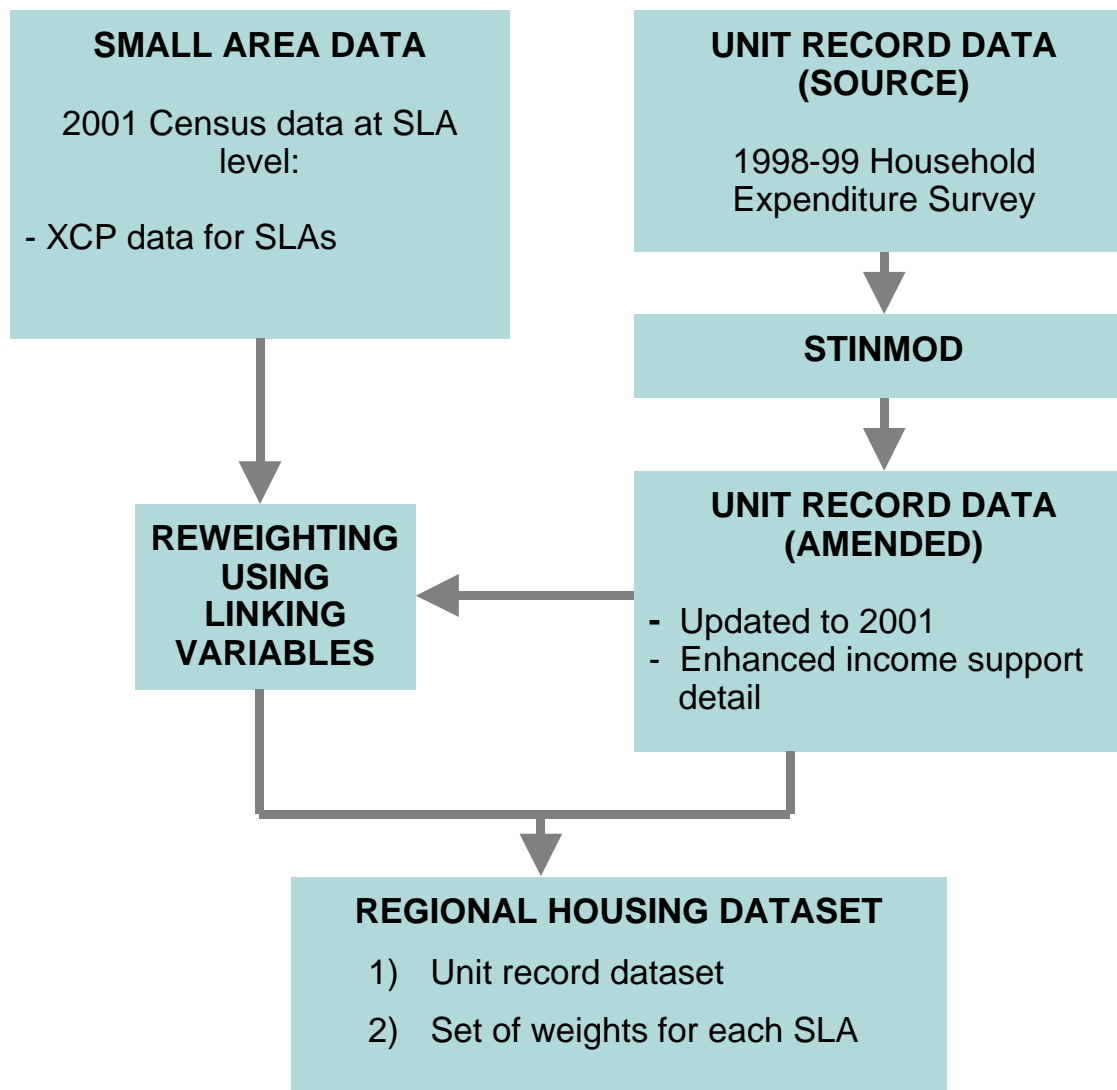 SMALL AREA DATA
2001 Census data at SLA
level:
- XCP data for SLAs
UNIT RECORD DATA
(SOURCE)
1998-99 Household
Expenditure Survey
STINMOD
UNIT RECORD DATA
(AMENDED)
- Updated to 2001
- Enhanced income support
detail
REWEIGHTING
USING
LINKING
VARIABLES
REGIONAL HOUSING DATASET
1) Unit record dataset
2) Set of weights for each SLA